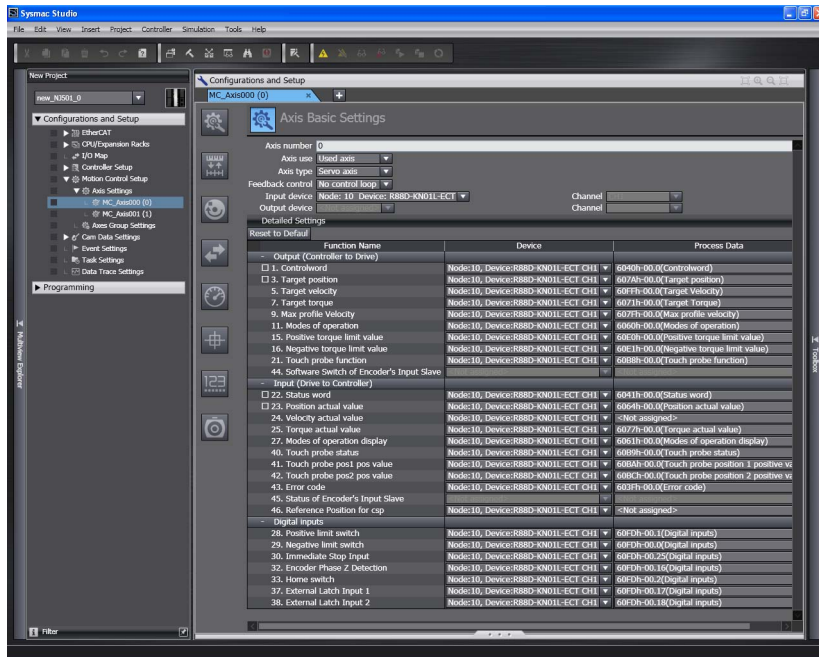 Sysmac Studio
File Edit View Insert Project Controller Simulation Tools Help
New Project
new_NJ501_0
Configurations and Setup
EtherCAT
CPU/Expansion Racks
I/O Map
Controller Setup
Motion Control Setup
Axis Settings
MC_Axis000 (0)
MC_Axis001 (1)
Axes Group Settings
Cam Data Settings
Event Settings
Task Settings
Data Trace Settings
Programming
Filter
Multiview Explorer
Configurations and Setup
MC_Axis000 (0)
Axis Basic Settings
Axis number 0
Axis use Used axis
Axis type Servo axis
Feedback control No control loop
Input device Node: 10 Device: R88D-KN01L-ECT Channel
Output device Channel
Detailed Settings
Reset to Defaul
Function Name Device Process Data
- Output (Controller to Drive)
1. Controlword Node:10, Device:R88D-KN01L-ECT CH1 6040h-00.0(Controlword)
3. Target position Node:10, Device:R88D-KN01L-ECT CH1 607Ah-00.0(Target position)
5. Target velocity Node:10, Device:R88D-KN01L-ECT CH1 60FFh-00.0(Target Velocity)
7. Target torque Node:10, Device:R88D-KN01L-ECT CH1 6071h-00.0(Target Torque)
9. Max profile Velocity Node:10, Device:R88D-KN01L-ECT CH1 607Fh-00.0(Max profile velocity)
11. Modes of operation Node:10, Device:R88D-KN01L-ECT CH1 6060h-00.0(Modes of operation)
15. Positive torque limit value Node:10, Device:R88D-KN01L-ECT CH1 60E0h-00.0(Positive torque limit value)
16. Negative torque limit value Node:10, Device:R88D-KN01L-ECT CH1 60E1h-00.0(Negative torque limit value)
21. Touch probe function Node:10, Device:R88D-KN01L-ECT CH1 60B8h-00.0(Touch probe function)
44. Software Switch of Encoder's Input Slave
- Input (Drive to Controller)
22. Status word Node:10, Device:R88D-KN01L-ECT CH1 6041h-00.0(Status word)
23. Position actual value Node:10, Device:R88D-KN01L-ECT CH1 6064h-00.0(Position actual value)
24. Velocity actual value Node:10, Device:R88D-KN01L-ECT CH1 <Not assigned>
25. Torque actual value Node:10, Device:R88D-KN01L-ECT CH1 6077h-00.0(Torque actual value)
27. Modes of operation display Node:10, Device:R88D-KN01L-ECT CH1 6061h-00.0(Modes of operation display)
40. Touch probe status Node:10, Device:R88D-KN01L-ECT CH1 60B9h-00.0(Touch probe status)
41. Touch probe pos1 pos value Node:10, Device:R88D-KN01L-ECT CH1 60BAh-00.0(Touch probe position 1 positive va
42. Touch probe pos2 pos value Node:10, Device:R88D-KN01L-ECT CH1 60BCh-00.0(Touch probe position 2 positive va
43. Error code Node:10, Device:R88D-KN01L-ECT CH1 603Fh-00.0(Error code)
45. Status of Encoder's Input Slave
46. Reference Position for csp Node:10, Device:R88D-KN01L-ECT CH1 <Not assigned>
- Digital inputs
28. Positive limit switch Node:10, Device:R88D-KN01L-ECT CH1 60FDh-00.1(Digital inputs)
29. Negative limit switch Node:10, Device:R88D-KN01L-ECT CH1 60FDh-00.0(Digital inputs)
30. Immediate Stop Input Node:10, Device:R88D-KN01L-ECT CH1 60FDh-00.25(Digital inputs)
32. Encoder Phase Z Detection Node:10, Device:R88D-KN01L-ECT CH1 60FDh-00.16(Digital inputs)
33. Home switch Node:10, Device:R88D-KN01L-ECT CH1 60FDh-00.2(Digital inputs)
37. External Latch Input 1 Node:10, Device:R88D-KN01L-ECT CH1 60FDh-00.17(Digital inputs)
38. External Latch Input 2 Node:10, Device:R88D-KN01L-ECT CH1 60FDh-00.18(Digital inputs)
Toolbox